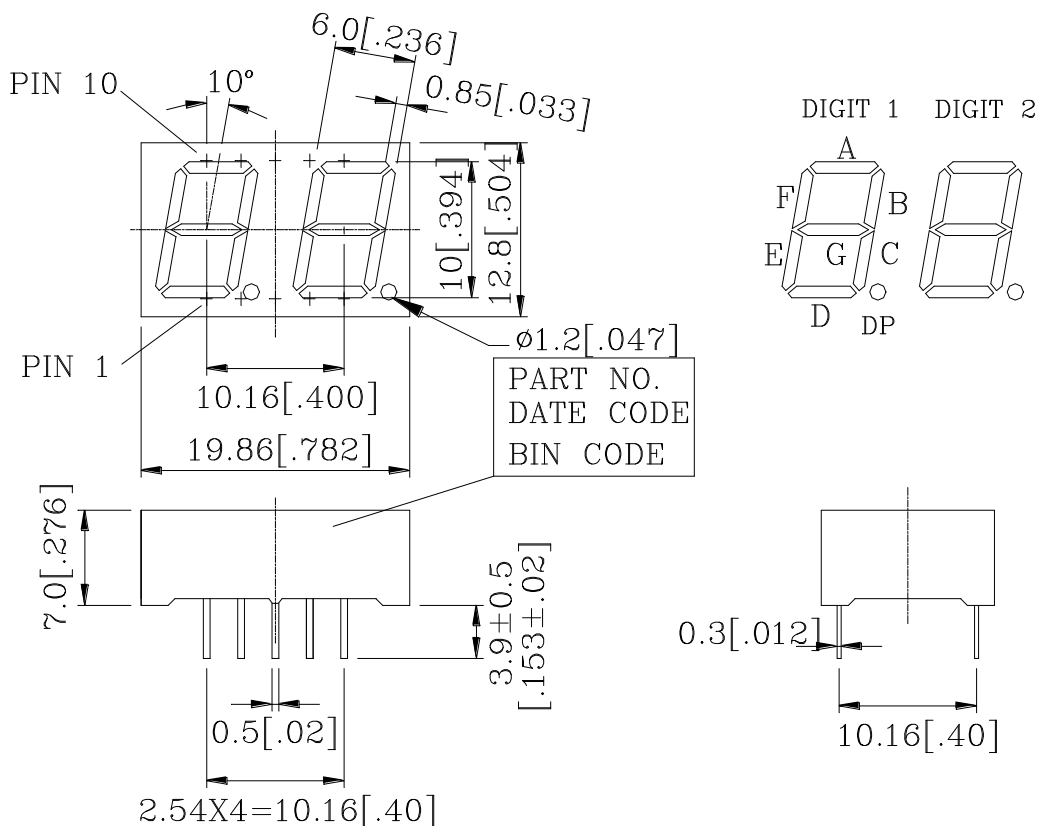 6.0[.236]
PIN 10
10°
0.85[.033]
10[.394]
12.8[.504]
DIGIT 1 DIGIT 2
A
F
B
E
G
C
D
DP
PIN 1
ø1.2[.047]
10.16[.400]
19.86[.782]
PART NO.
DATE CODE
BIN CODE
7.0[.276]
3.9±0.5
[.153±.02]
0.5[.02]
2.54X4=10.16[.40]
0.3[.012]
10.16[.40]